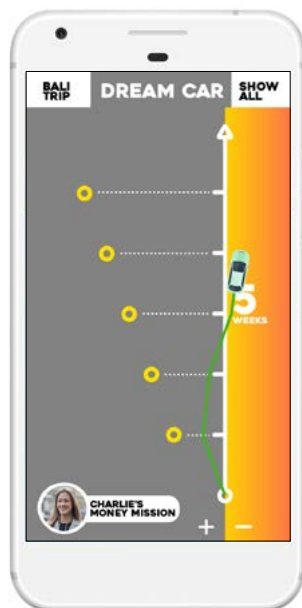 BALI
TRIP
DREAM CAR
SHOW
ALL
5
WEEKS
CHARLIE'S
MONEY MISSION
+ −